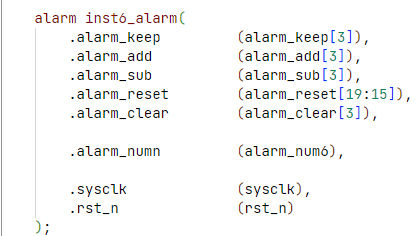 alarm inst6_alarm(
.alarm_keep (alarm_keep[3]),
.alarm_add (alarm_add[3]),
.alarm_sub (alarm_sub[3]),
.alarm_reset (alarm_reset[19:15]),
.alarm_clear (alarm_clear[3]),
.alarm_numn (alarm_num6),
.sysclk (sysclk),
.rst_n (rst_n)
);